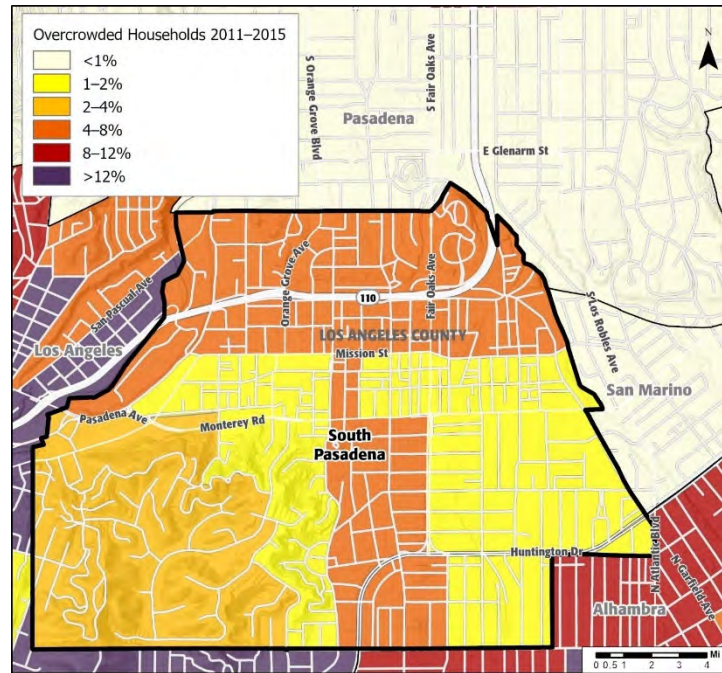 Overcrowded Households 2011–2015
<1%
1–2%
2–4%
4–8%
8–12%
>12%
N
S Orange Grove Blvd
S Fair Oaks Ave
Pasadena
E Glenarm St
Orange Grove Ave
Fair Oaks Ave
110
San Pascual Ave
Los Angeles
LOS ANGELES COUNTY
Mission St
S Los Robles Ave
San Marino
Pasadena Ave
Monterey Rd
South
Pasadena
Huntington Dr
N Atlantic Blvd
N Garfield Ave
Alhambra
Mi
0 0.5 1 2 3 4